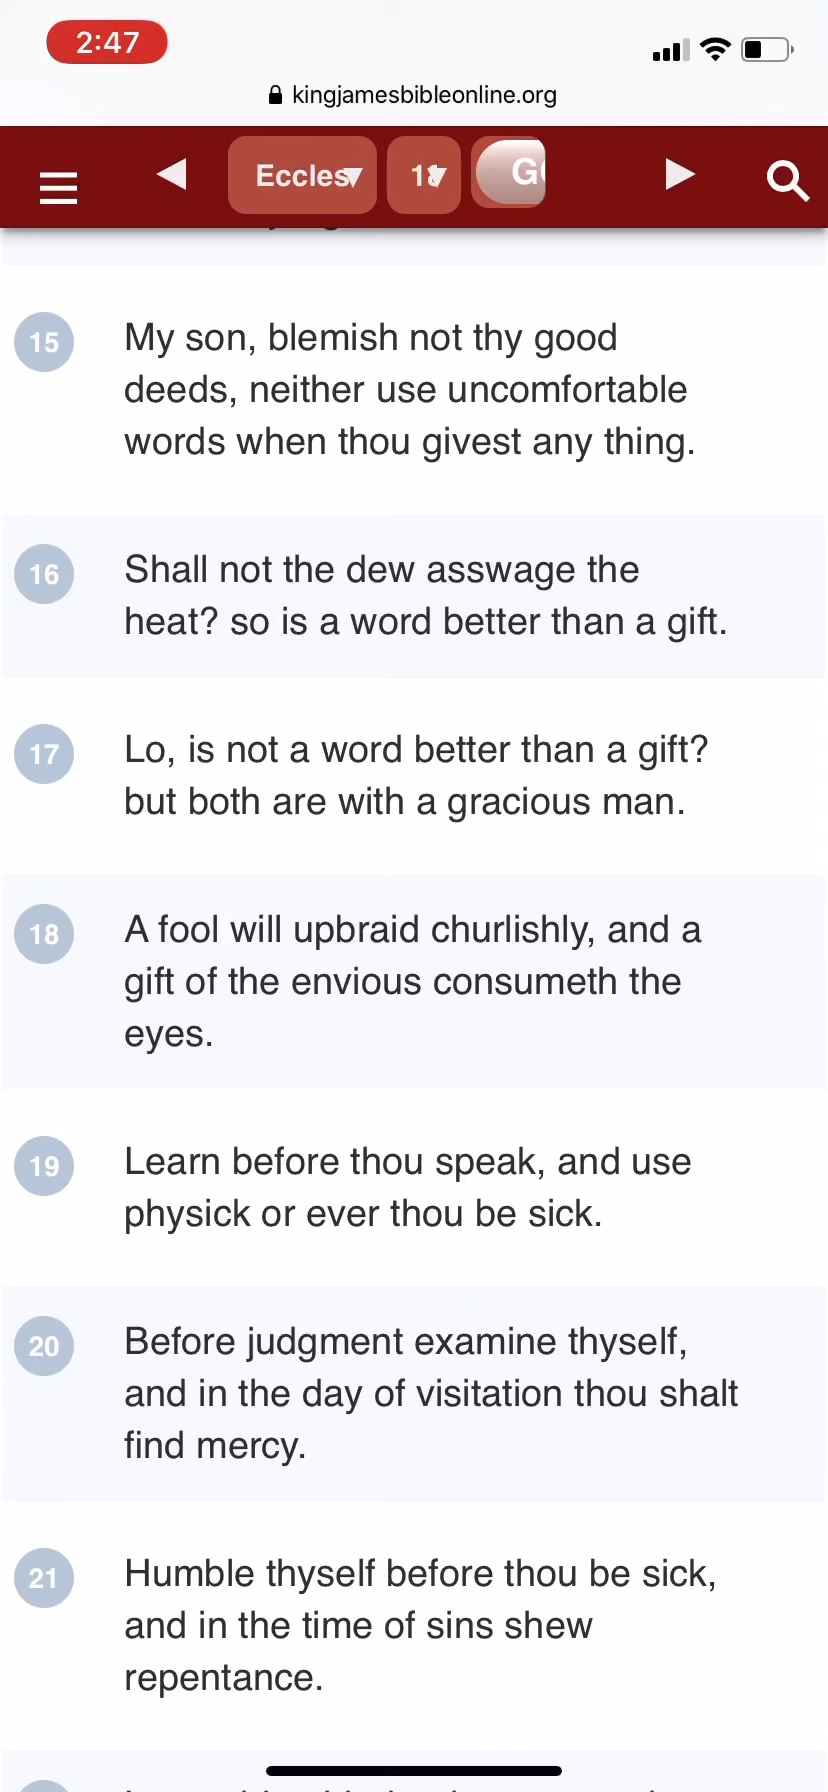 2:47
kingjamesbibleonline.org
Eccles
18
15
My son, blemish not thy good
deeds, neither use uncomfortable
words when thou givest any thing.
16
Shall not the dew asswage the
heat? so is a word better than a gift.
17
Lo, is not a word better than a gift?
but both are with a gracious man.
18
A fool will upbraid churlishly, and a
gift of the envious consumeth the
eyes.
19
Learn before thou speak, and use
physick or ever thou be sick.
20
Before judgment examine thyself,
and in the day of visitation thou shalt
find mercy.
21
Humble thyself before thou be sick,
and in the time of sins shew
repentance.